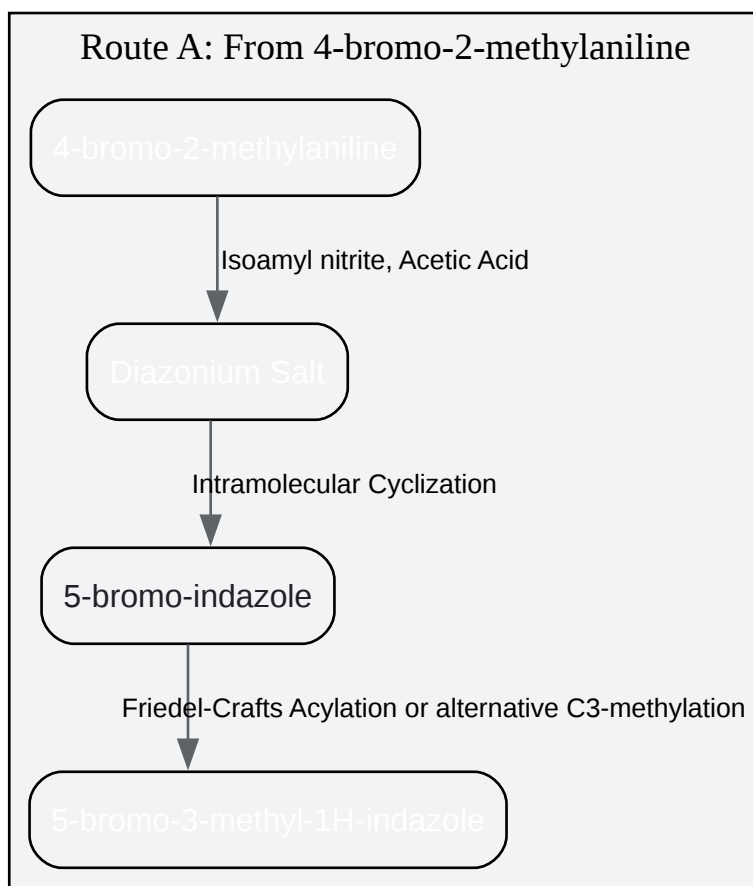 Route A: From 4-bromo-2-methylaniline
4-bromo-2-methylaniline
Isoamyl nitrite, Acetic Acid
Diazonium Salt
Intramolecular Cyclization
5-bromo-indazole
Friedel-Crafts Acylation or alternative C3-methylation
5-bromo-3-methyl-1H-indazole